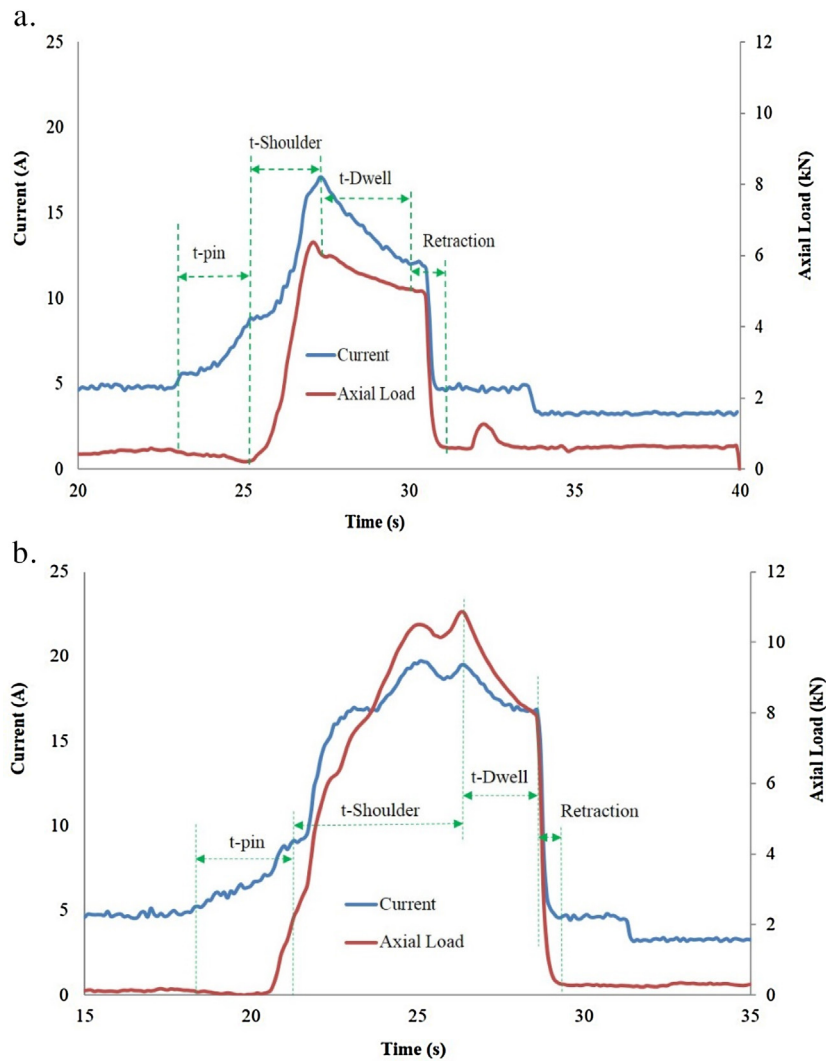 a.
25
20
15
10
5
0
Current (A)
12
10
8
6
4
2
0
Axial Load (kN)
t-Shoulder
t-Dwell
t-pin
Retraction
Current
Axial Load
20
25
30
35
40
Time (s)
b.
25
20
15
10
5
0
Current (A)
12
10
8
6
4
2
0
Axial Load (kN)
t-Dwell
t-Shoulder
Retraction
t-pin
Current
Axial Load
15
20
25
30
35
Time (s)